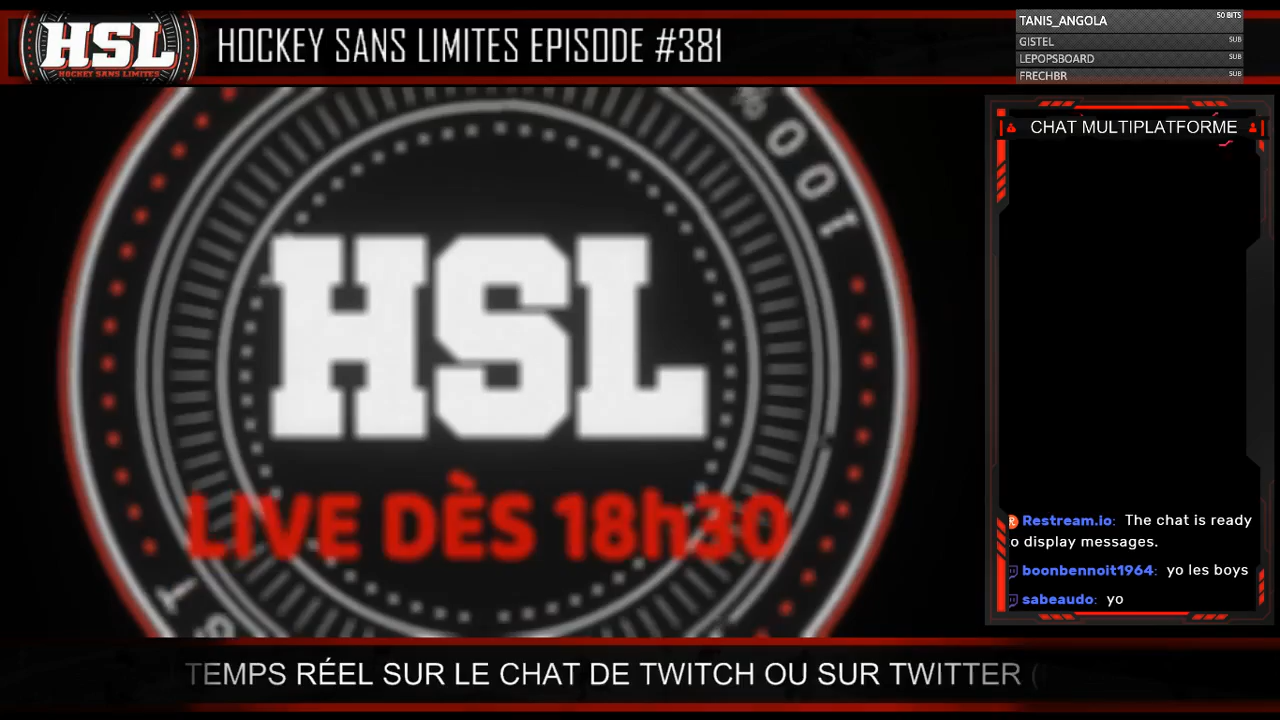 HSL
HOCKEY SANS LIMITES
HOCKEY SANS LIMITES EPISODE #381
TANIS_ANGOLA 50 BITS
GISTEL SUB
LEPOPSBOARD SUB
FRECHBR SUB
CHAT MULTIPLATFORME
100%
HSL
LIVE DÈS 18h30
Restream.io: The chat is ready
o display messages.
boonbennoit1964: yo les boys
sabeaudo: yo
TEMPS RÉEL SUR LE CHAT DE TWITCH OU SUR TWITTER (